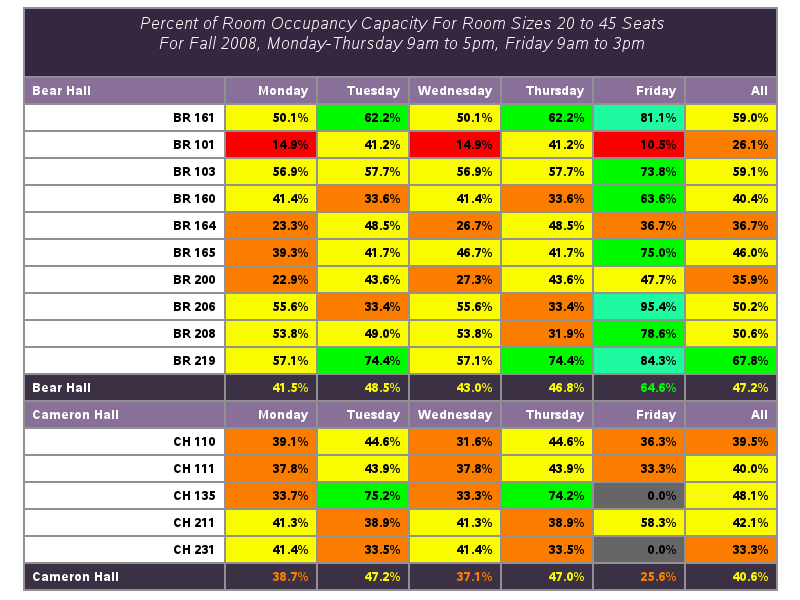 Percent of Room Occupancy Capacity For Room Sizes 20 to 45 Seats
For Fall 2008, Monday-Thursday 9am to 5pm, Friday 9am to 3pm
Bear Hall Monday Tuesday Wednesday Thursday Friday All
BR 161 50.1% 62.2% 50.1% 62.2% 81.1% 59.0%
BR 101 14.9% 41.2% 14.9% 41.2% 10.5% 26.1%
BR 103 56.9% 57.7% 56.9% 57.7% 73.8% 59.1%
BR 160 41.4% 33.6% 41.4% 33.6% 63.6% 40.4%
BR 164 23.3% 48.5% 26.7% 48.5% 36.7% 36.7%
BR 165 39.3% 41.7% 46.7% 41.7% 75.0% 46.0%
BR 200 22.9% 43.6% 27.3% 43.6% 47.7% 35.9%
BR 206 55.6% 33.4% 55.6% 33.4% 95.4% 50.2%
BR 208 53.8% 49.0% 53.8% 31.9% 78.6% 50.6%
BR 219 57.1% 74.4% 57.1% 74.4% 84.3% 67.8%
Bear Hall 41.5% 48.5% 43.0% 46.8% 64.6% 47.2%
Cameron Hall Monday Tuesday Wednesday Thursday Friday All
CH 110 39.1% 44.6% 31.6% 44.6% 36.3% 39.5%
CH 111 37.8% 43.9% 37.8% 43.9% 33.3% 40.0%
CH 135 33.7% 75.2% 33.3% 74.2% 0.0% 48.1%
CH 211 41.3% 38.9% 41.3% 38.9% 58.3% 42.1%
CH 231 41.4% 33.5% 41.4% 33.5% 0.0% 33.3%
Cameron Hall 38.7% 47.2% 37.1% 47.0% 25.6% 40.6%